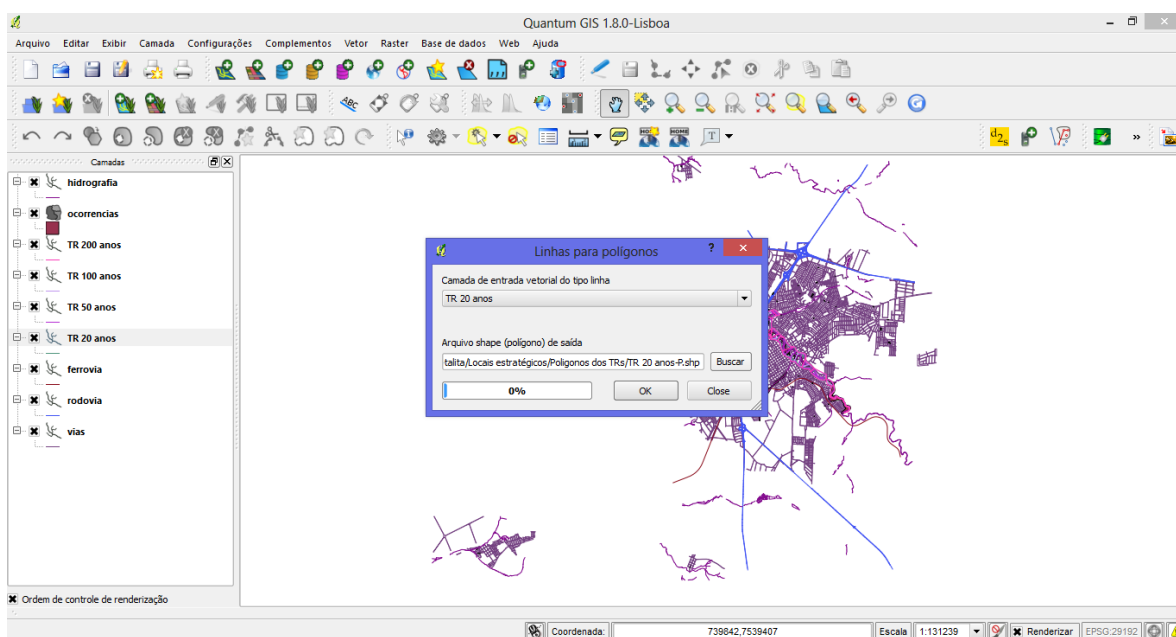 Quantum GIS 1.8.0-Lisboa
Arquivo Editar Exibir Camada Configurações Complementos Vetor Raster Base de dados Web Ajuda
ABC
T
d2s
»
Camadas
hidrografia
ocorrencias
TR 200 anos
TR 100 anos
TR 50 anos
TR 20 anos
ferrovia
rodovia
vias
Linhas para polígonos
?
Camada de entrada vetorial do tipo linha
TR 20 anos
Arquivo shape (polígono) de saída
talita/Locais estratégicos/Poligonos dos TRs/TR 20 anos-P.shp Buscar
0% OK Close
Ordem de controle de renderização
Coordenada: 739842,7539407 Escala 1:131239 Renderizar EPSG:29192